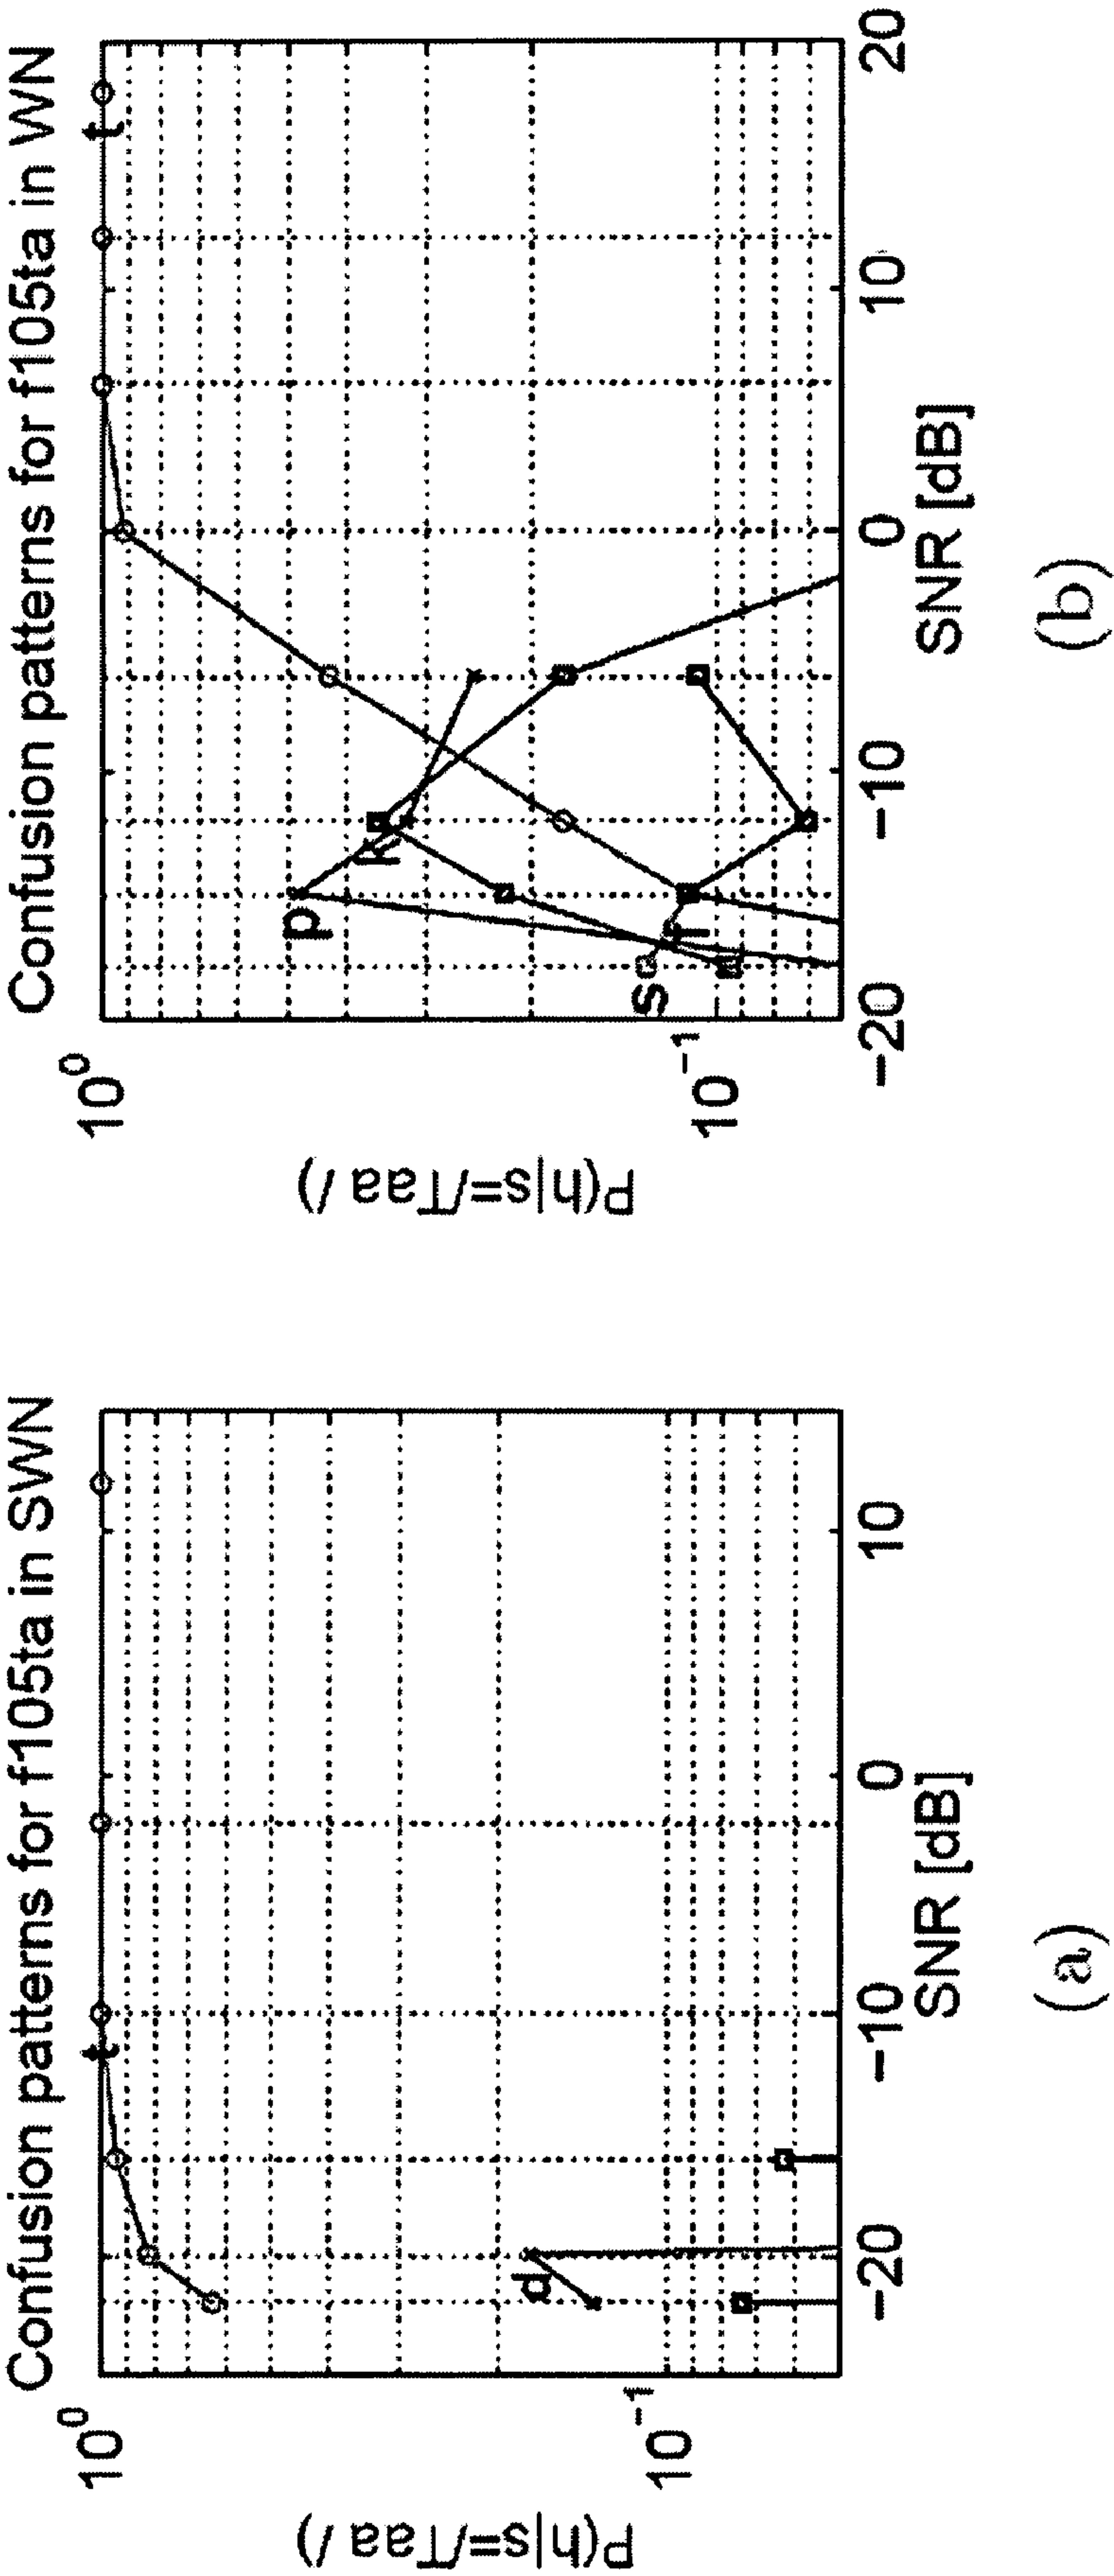 Confusion patterns for f105ta in SWN
P(h|s=/Taa /)
10^0
10^-1
t
d
-20
-10
0
10
SNR [dB]
(a)
Confusion patterns for f105ta in WN
P(h|s=/Taa /)
10^0
10^-1
t
p
k
s
-20
-10
0
10
20
SNR [dB]
(b)